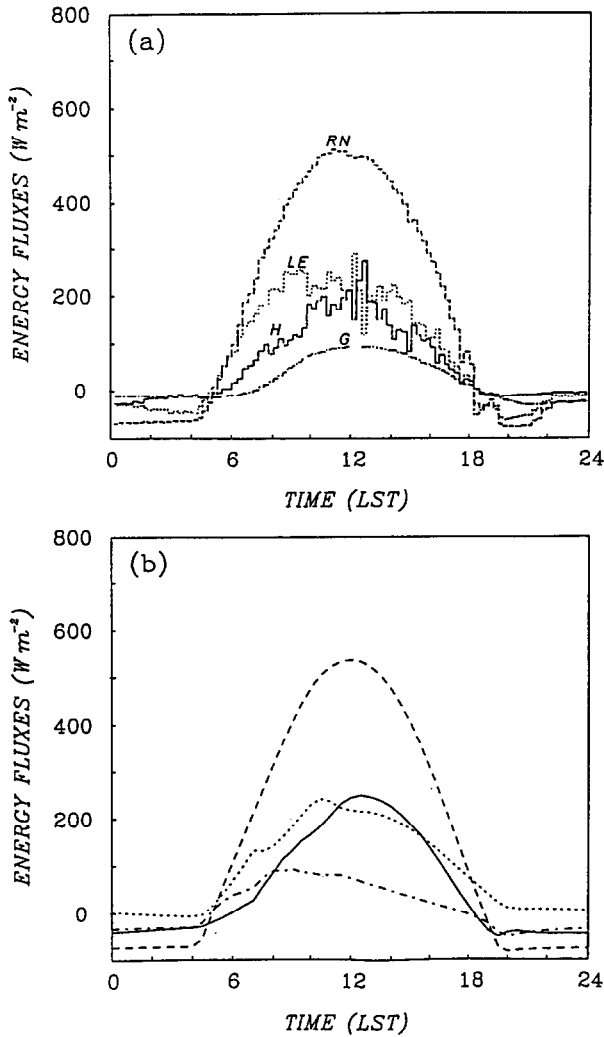 800
(a)
600
RN
400
LE
200
H
G
0
ENERGY FLUXES (W m⁻²)
0 6 12 18 24
TIME (LST)
800
(b)
600
400
200
0
ENERGY FLUXES (W m⁻²)
0 6 12 18 24
TIME (LST)